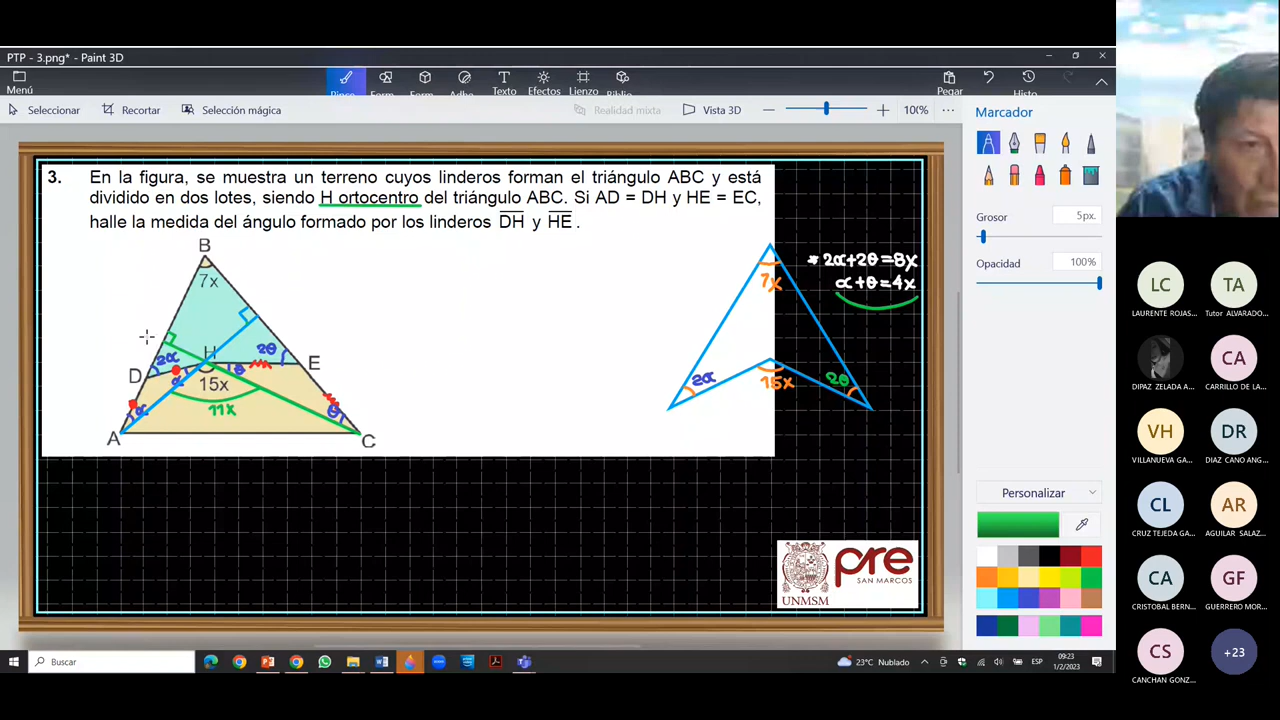 PTP - 3.png* - Paint 3D
Menú
Texto
Efectos
Lienzo
Pegar
Seleccionar
Recortar
Selección mágica
Realidad mixta
Vista 3D
100%
Marcador
Grosor
5px.
Opacidad
100%
Personalizar
3. En la figura, se muestra un terreno cuyos linderos forman el triángulo ABC y está
dividido en dos lotes, siendo H ortocentro del triángulo ABC. Si AD = DH y HE = EC,
halle la medida del ángulo formado por los linderos DH y HE .
B
7x
H
2α
2θ
D
E
α
θ
15x
11x
α
θ
A
C
7x
2α
15x
2θ
* 2α+2θ=8x
α+θ=4x
UNMSM
pre
SAN MARCOS
Buscar
23°C Nublado
ESP
09:23
1/2/2023
LC
LAURENTE ROJAS...
TA
Tutor ALVARADO...
DIPAZ ZELADA A...
CA
CARRILLO DE LA...
VH
VILLANUEVA GA...
DR
DIAZ CANO ANG...
CL
CRUZ TEJEDA GA...
AR
AGUILAR SALAZ...
CA
CRISTOBAL BERN...
GF
GUERRERO MOR...
CS
CANCHAN GONZ...
+23